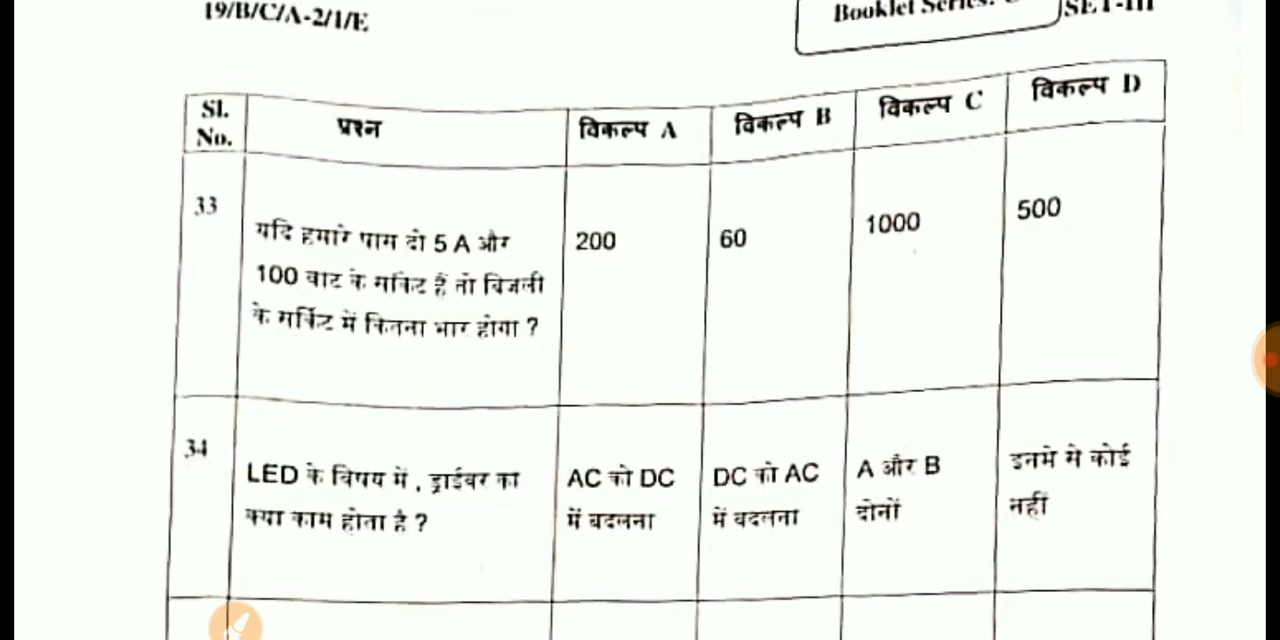 19/B/C/A-2/1/E
Booklet Series:
SET-III
Sl. No.
प्रश्न
विकल्प A
विकल्प B
विकल्प C
विकल्प D
33
यदि हमारे पास दो 5 A और
100 वाट के सर्किट हैं तो बिजली
के सर्किट में कितना भार होगा ?
200
60
1000
500
34
LED के विषय में , ड्राईवर का
क्या काम होता है ?
AC को DC
में बदलना
DC को AC
में बदलना
A और B
दोनों
इनमे से कोई
नहीं